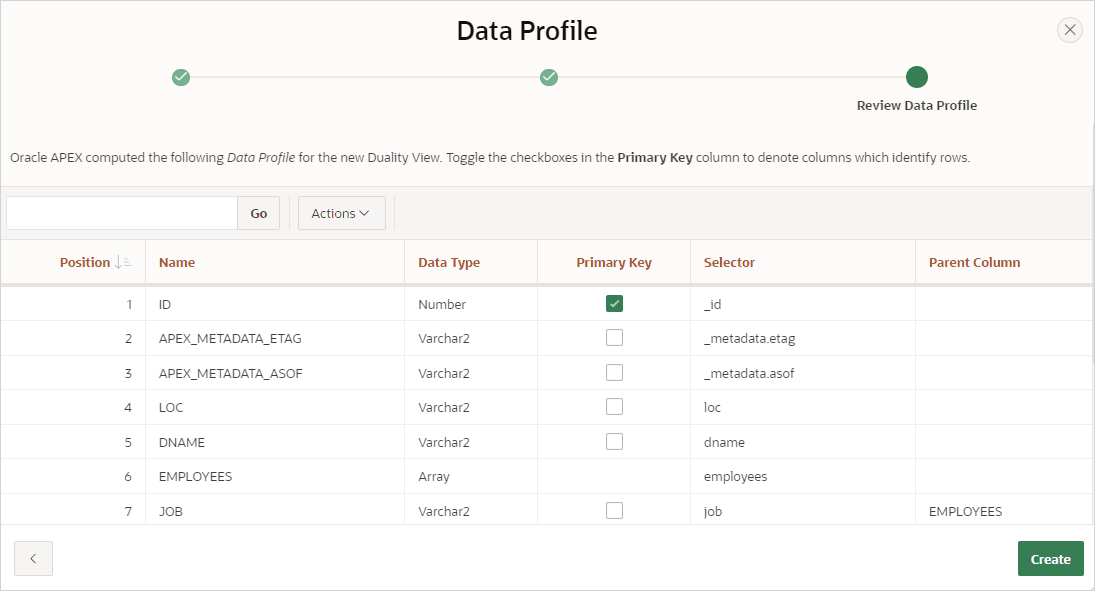 Data Profile
Review Data Profile
Oracle APEX computed the following Data Profile for the new Duality View. Toggle the checkboxes in the Primary Key column to denote columns which identify rows.
Go Actions
Position Name Data Type Primary Key Selector Parent Column
1 ID Number _id
2 APEX_METADATA_ETAG Varchar2 _metadata.etag
3 APEX_METADATA_ASOF Varchar2 _metadata.asof
4 LOC Varchar2 loc
5 DNAME Varchar2 dname
6 EMPLOYEES Array employees
7 JOB Varchar2 job EMPLOYEES
Create